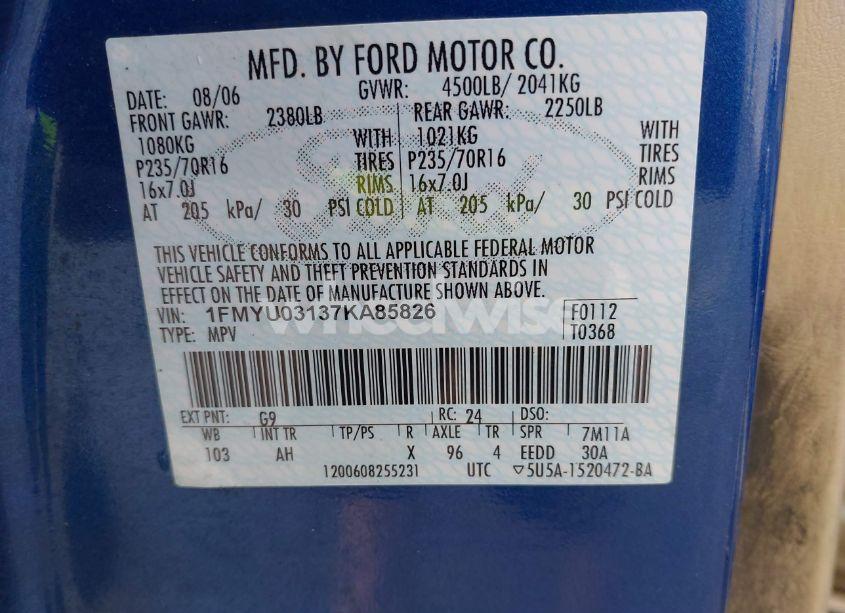 MFD. BY FORD MOTOR CO.
DATE: 08/06 GVWR: 4500LB/ 2041KG
FRONT GAWR: 2380LB REAR GAWR: 2250LB
1080KG WITH 1021KG WITH
P235/70R16 TIRES P235/70R16 TIRES
16x7.0J RIMS 16x7.0J RIMS
AT 205 kPa/ 30 PSI COLD AT 205 kPa/ 30 PSI COLD
THIS VEHICLE CONFORMS TO ALL APPLICABLE FEDERAL MOTOR
VEHICLE SAFETY AND THEFT PREVENTION STANDARDS IN
EFFECT ON THE DATE OF MANUFACTURE SHOWN ABOVE.
VIN: 1FMYU03137KA85826 F0112
TYPE: MPV T0368
EXT PNT: G9 RC: 24 DSO:
WB INT TR TP/PS R AXLE TR SPR 7M11A
103 AH X 96 4 EEDD 30A
1200608255231 UTC ▽5U5A-1520472-BA
Ford
wheelwise